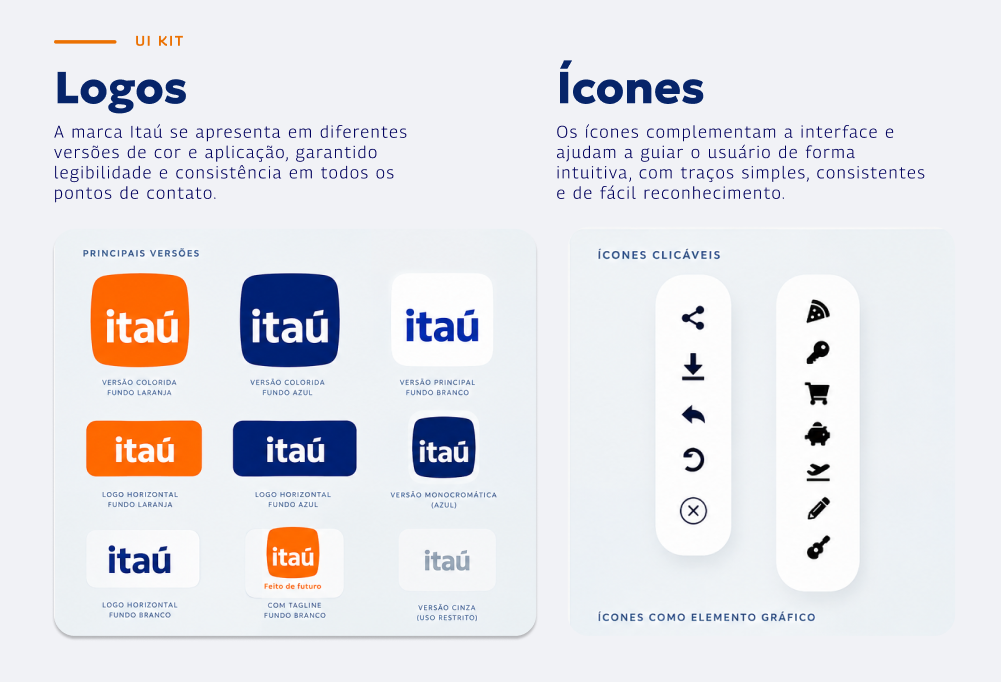 UI KIT
Logos
A marca Itaú se apresenta em diferentes
versões de cor e aplicação, garantido
legibilidade e consistência em todos os
pontos de contato.
PRINCIPAIS VERSÕES
itaú
itaú
itaú
VERSÃO COLORIDA
FUNDO LARANJA
VERSÃO COLORIDA
FUNDO AZUL
VERSÃO PRINCIPAL
FUNDO BRANCO
itaú
itaú
itaú
LOGO HORIZONTAL
FUNDO LARANJA
LOGO HORIZONTAL
FUNDO AZUL
VERSÃO MONOCROMÁTICA
(AZUL)
itaú
itaú
Feito de futuro
itaú
LOGO HORIZONTAL
FUNDO BRANCO
COM TAGLINE
FUNDO BRANCO
VERSÃO CINZA
(USO RESTRITO)
Ícones
Os ícones complementam a interface e
ajudam a guiar o usuário de forma
intuitiva, com traços simples, consistentes
e de fácil reconhecimento.
ÍCONES CLICÁVEIS
ÍCONES COMO ELEMENTO GRÁFICO